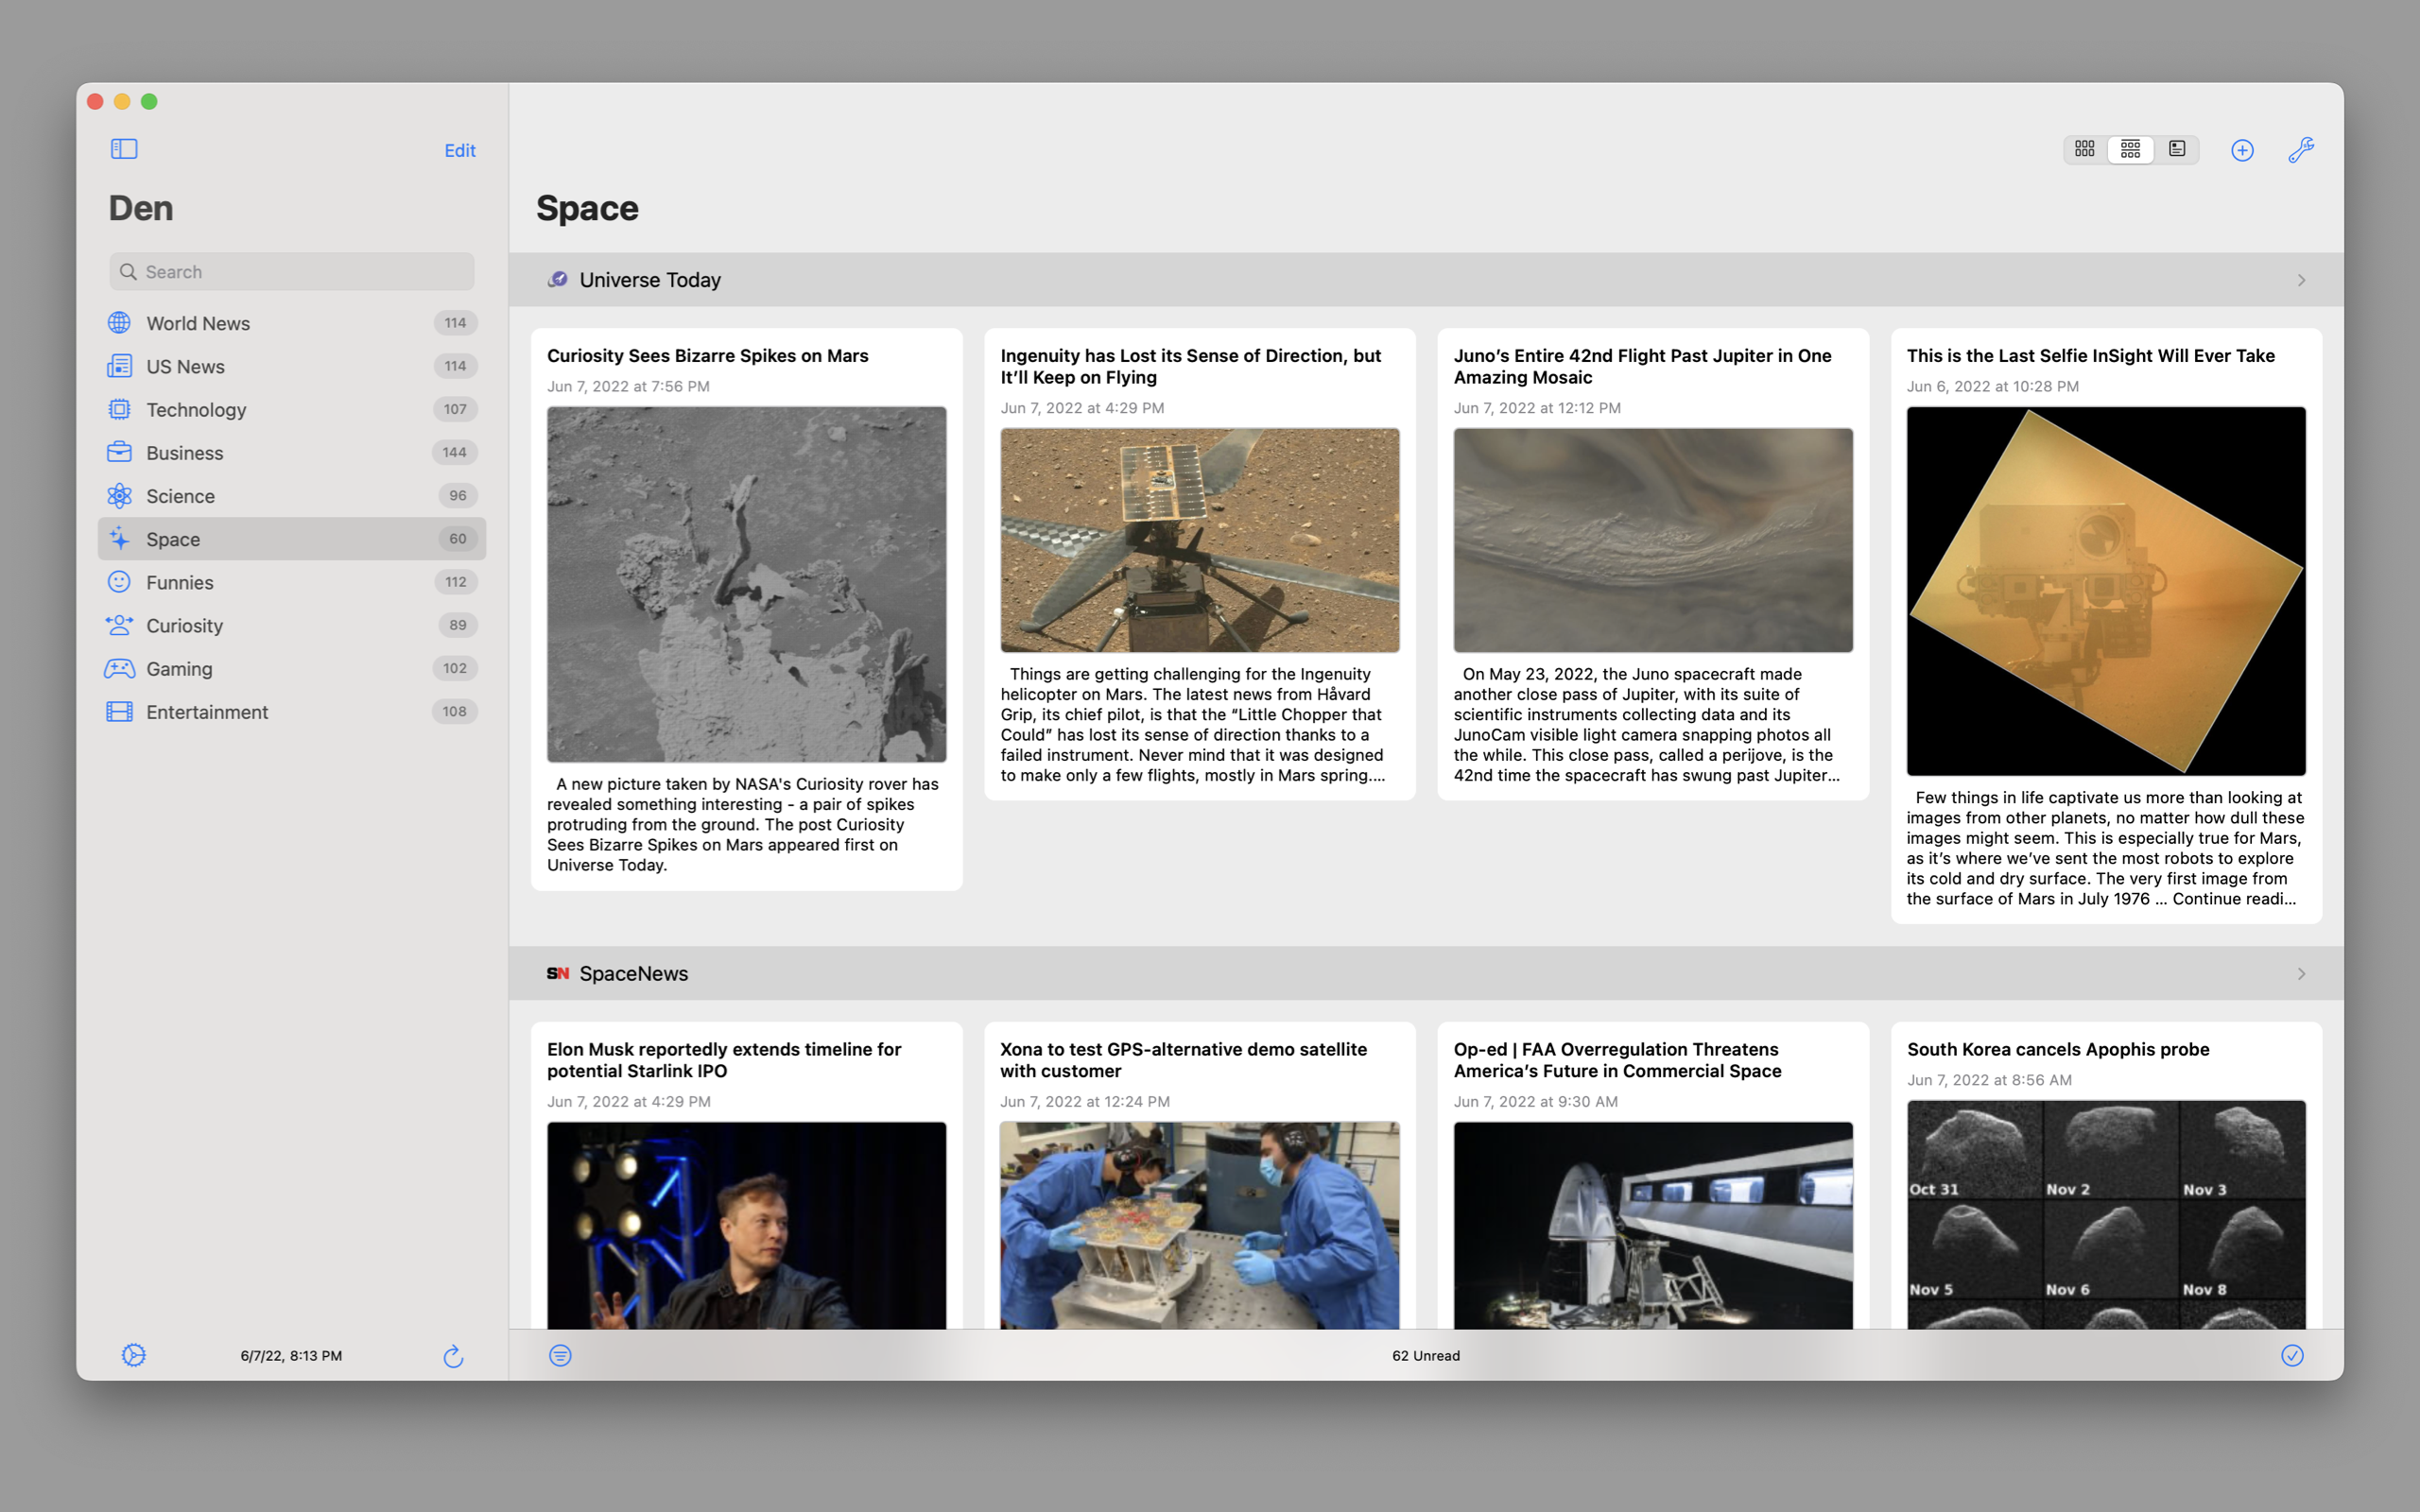 Edit
Den
Search
World News 114
US News 114
Technology 107
Business 144
Science 96
Space 60
Funnies 112
Curiosity 89
Gaming 102
Entertainment 108
6/7/22, 8:13 PM
Space
Universe Today
Curiosity Sees Bizarre Spikes on Mars
Jun 7, 2022 at 7:56 PM
A new picture taken by NASA's Curiosity rover has
revealed something interesting - a pair of spikes
protruding from the ground. The post Curiosity
Sees Bizarre Spikes on Mars appeared first on
Universe Today.
Ingenuity has Lost its Sense of Direction, but
It’ll Keep on Flying
Jun 7, 2022 at 4:29 PM
Things are getting challenging for the Ingenuity
helicopter on Mars. The latest news from Håvard
Grip, its chief pilot, is that the “Little Chopper that
Could” has lost its sense of direction thanks to a
failed instrument. Never mind that it was designed
to make only a few flights, mostly in Mars spring....
Juno’s Entire 42nd Flight Past Jupiter in One
Amazing Mosaic
Jun 7, 2022 at 12:12 PM
On May 23, 2022, the Juno spacecraft made
another close pass of Jupiter, with its suite of
scientific instruments collecting data and its
JunoCam visible light camera snapping photos all
the while. This close pass, called a perijove, is the
42nd time the spacecraft has swung past Jupiter...
This is the Last Selfie InSight Will Ever Take
Jun 6, 2022 at 10:28 PM
Few things in life captivate us more than looking at
images from other planets, no matter how dull these
images might seem. This is especially true for Mars,
as it’s where we’ve sent the most robots to explore
its cold and dry surface. The very first image from
the surface of Mars in July 1976 ... Continue readi...
SN SpaceNews
Elon Musk reportedly extends timeline for
potential Starlink IPO
Jun 7, 2022 at 4:29 PM
Xona to test GPS-alternative demo satellite
with customer
Jun 7, 2022 at 12:24 PM
Op-ed | FAA Overregulation Threatens
America’s Future in Commercial Space
Jun 7, 2022 at 9:30 AM
South Korea cancels Apophis probe
Jun 7, 2022 at 8:56 AM
Oct 31 Nov 2 Nov 3
Nov 5 Nov 6 Nov 8
62 Unread